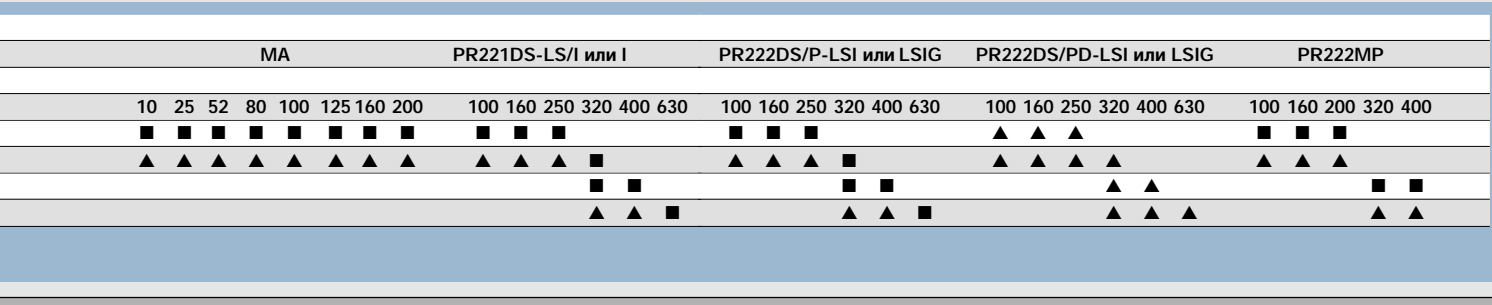 MA PR221DS-LS/I или I PR222DS/P-LSI или LSIG PR222DS/PD-LSI или LSIG PR222MP
10 25 52 80 100 125 160 200 100 160 250 320 400 630 100 160 250 320 400 630 100 160 250 320 400 630 100 160 200 320 400
■ ■ ■ ■ ■ ■ ■ ■ ■ ■ ■ ■ ■ ■ ▲ ▲ ▲ ■ ■ ■
▲ ▲ ▲ ▲ ▲ ▲ ▲ ▲ ▲ ▲ ▲ ■ ▲ ▲ ▲ ■ ▲ ▲ ▲ ▲ ▲ ▲ ▲
■ ■ ■ ■ ▲ ▲ ■ ■
▲ ▲ ■ ▲ ▲ ■ ▲ ▲ ▲ ▲ ▲